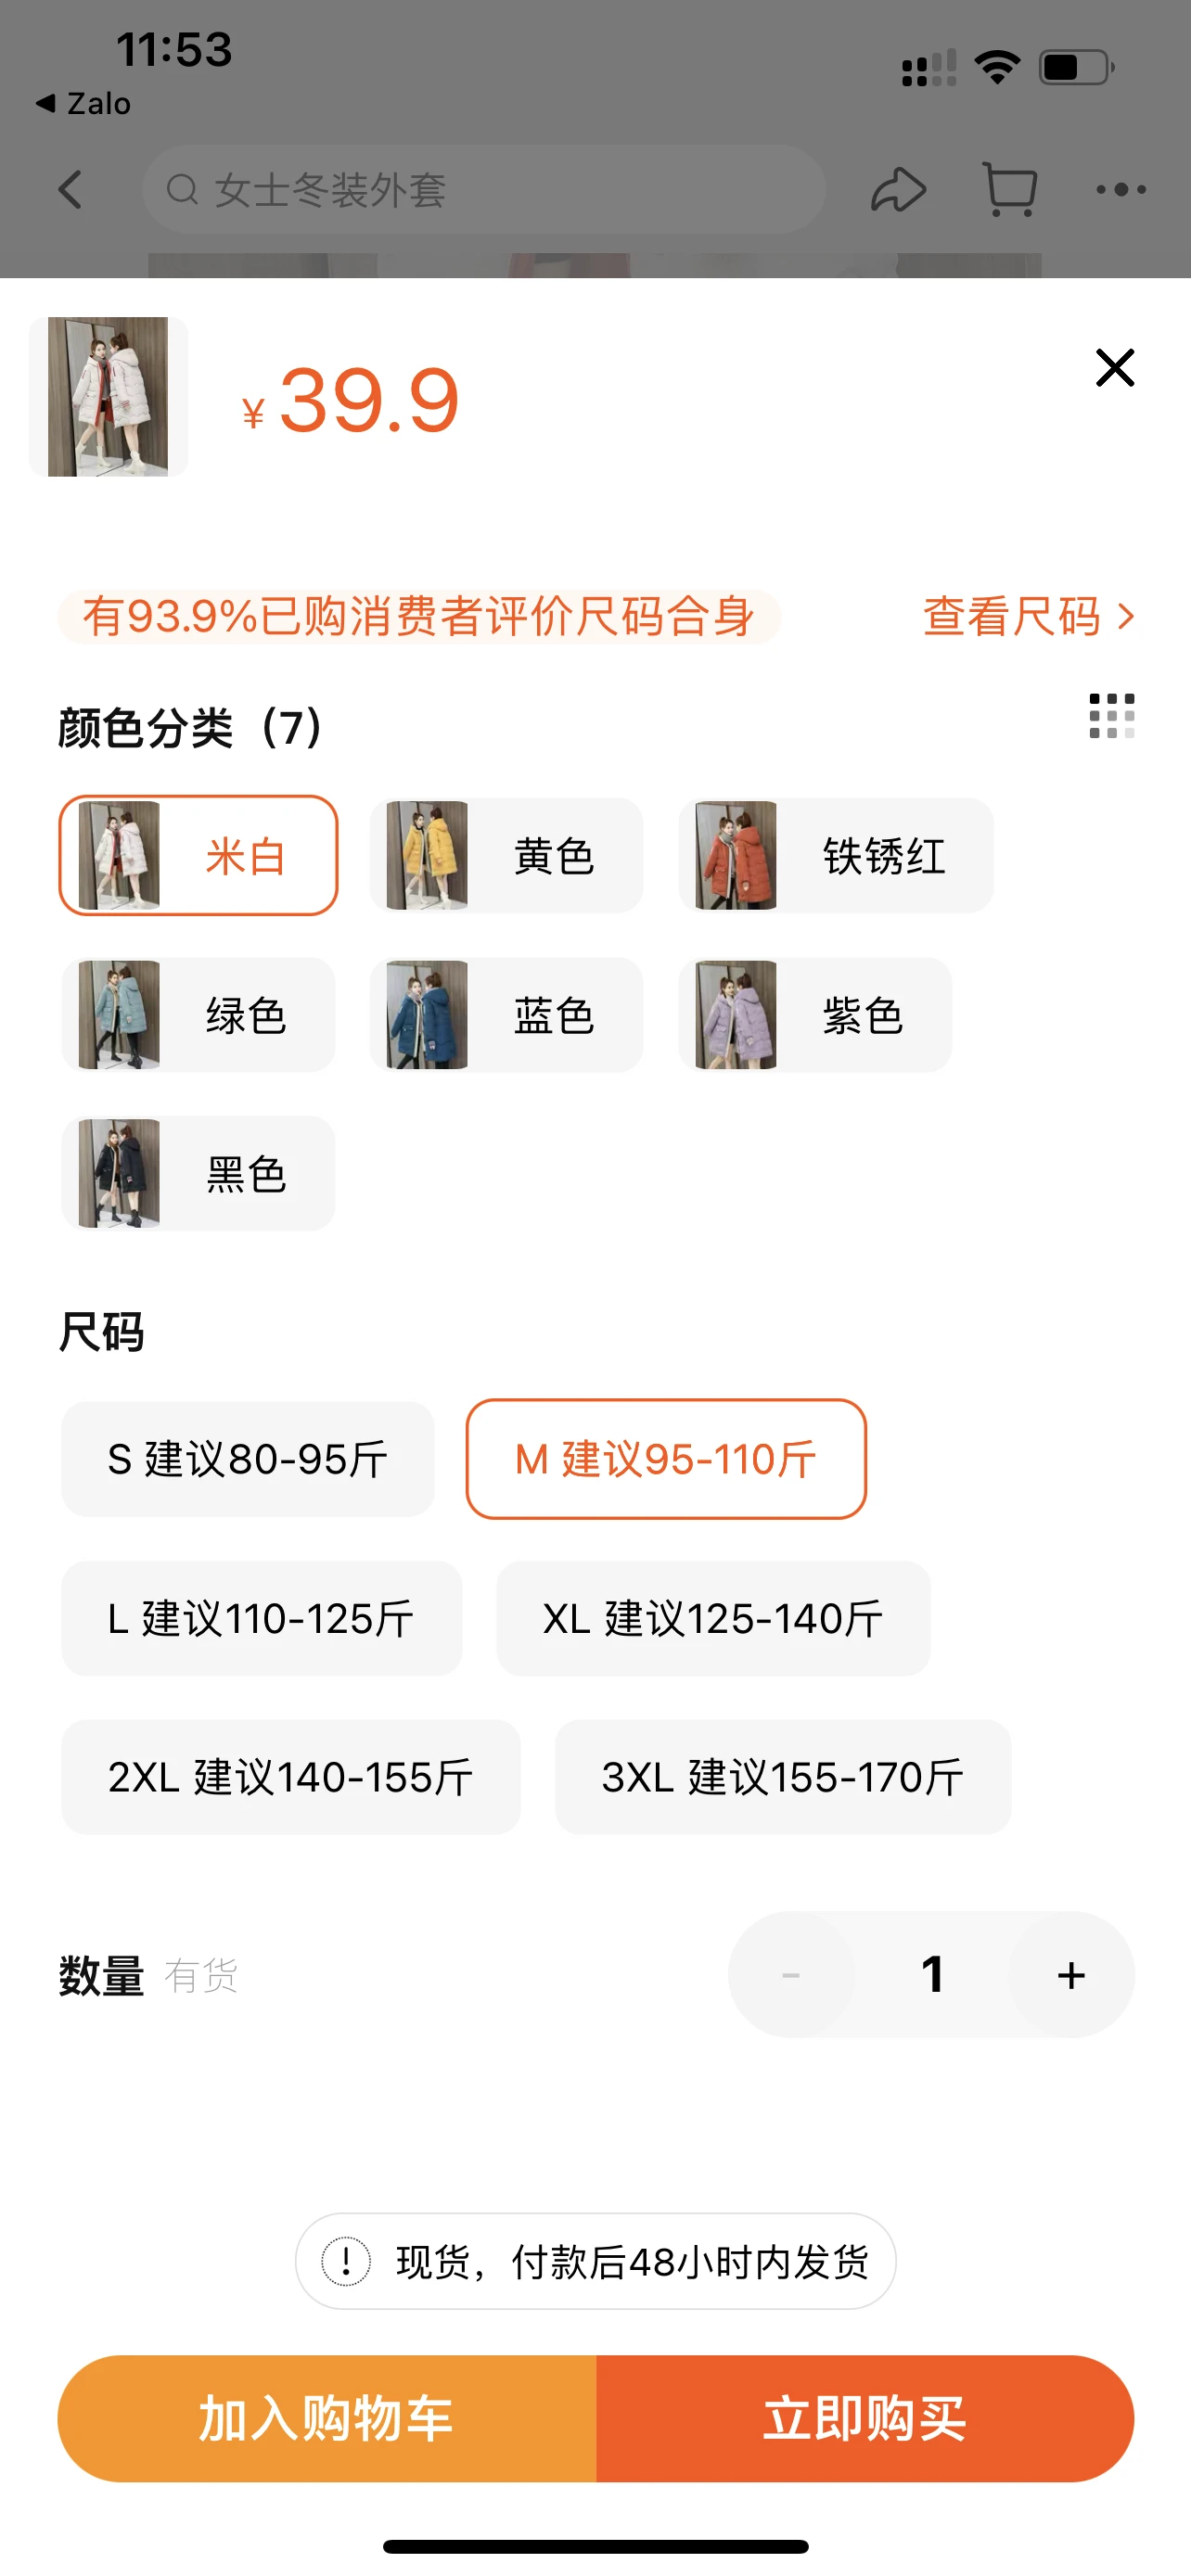 11:53
◀ Zalo
女士冬装外套
¥39.9
有93.9%已购消费者评价尺码合身
查看尺码
颜色分类（7）
米白
黄色
铁锈红
绿色
蓝色
紫色
黑色
尺码
S 建议80-95斤
M 建议95-110斤
L 建议110-125斤
XL 建议125-140斤
2XL 建议140-155斤
3XL 建议155-170斤
数量 有货
- 1 +
现货，付款后48小时内发货
加入购物车
立即购买